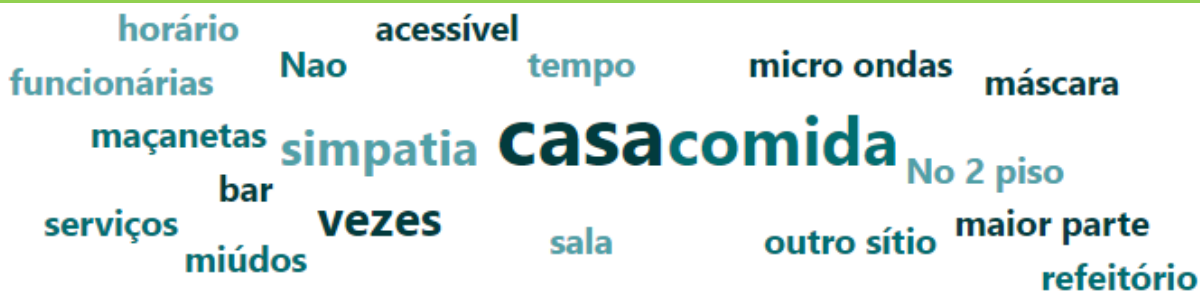 horário acessível
Nao tempo micro ondas
funcionárias máscara
maçanetas simpatia casa comida
No 2 piso
bar
serviços vezes maior parte
sala outro sítio
miúdos
refeitório